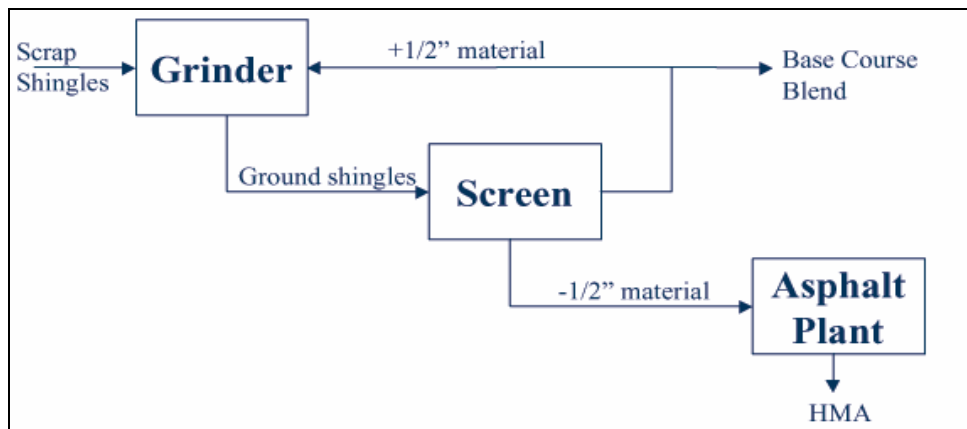 Scrap
Shingles
Grinder
+1/2” material
Base Course
Blend
Ground shingles
Screen
-1/2” material
Asphalt
Plant
HMA